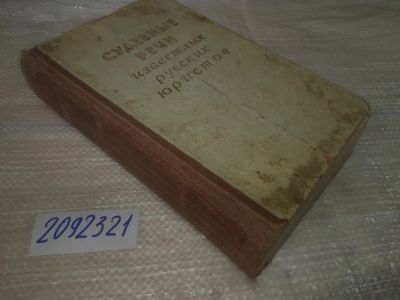 СУДЕБНЫЕ
РЕЧИ
известных
русских
юристов
2092321